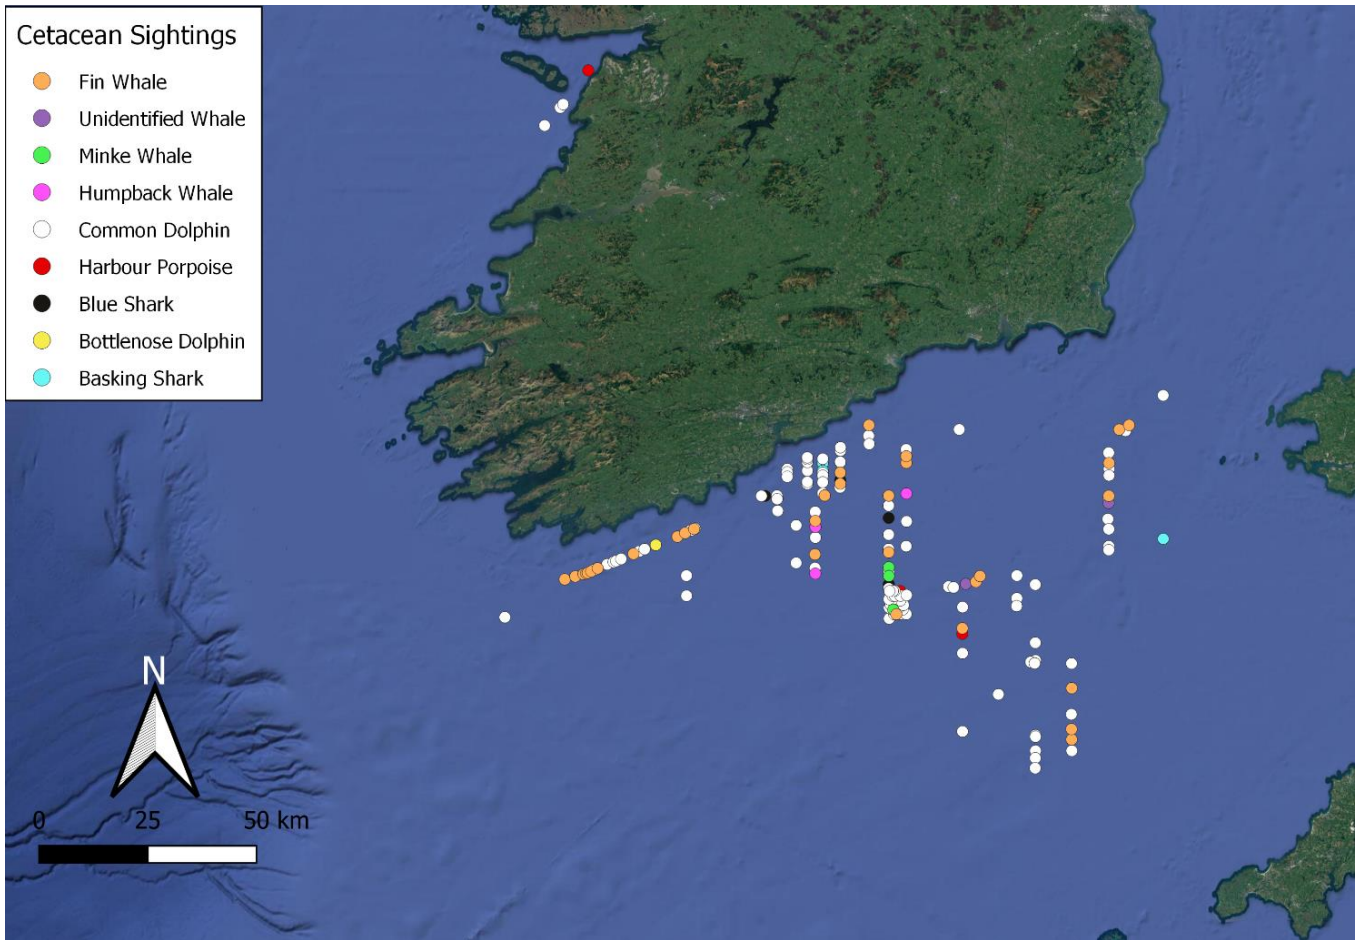 Cetacean Sightings
Fin Whale
Unidentified Whale
Minke Whale
Humpback Whale
Common Dolphin
Harbour Porpoise
Blue Shark
Bottlenose Dolphin
Basking Shark
N
0 25 50 km